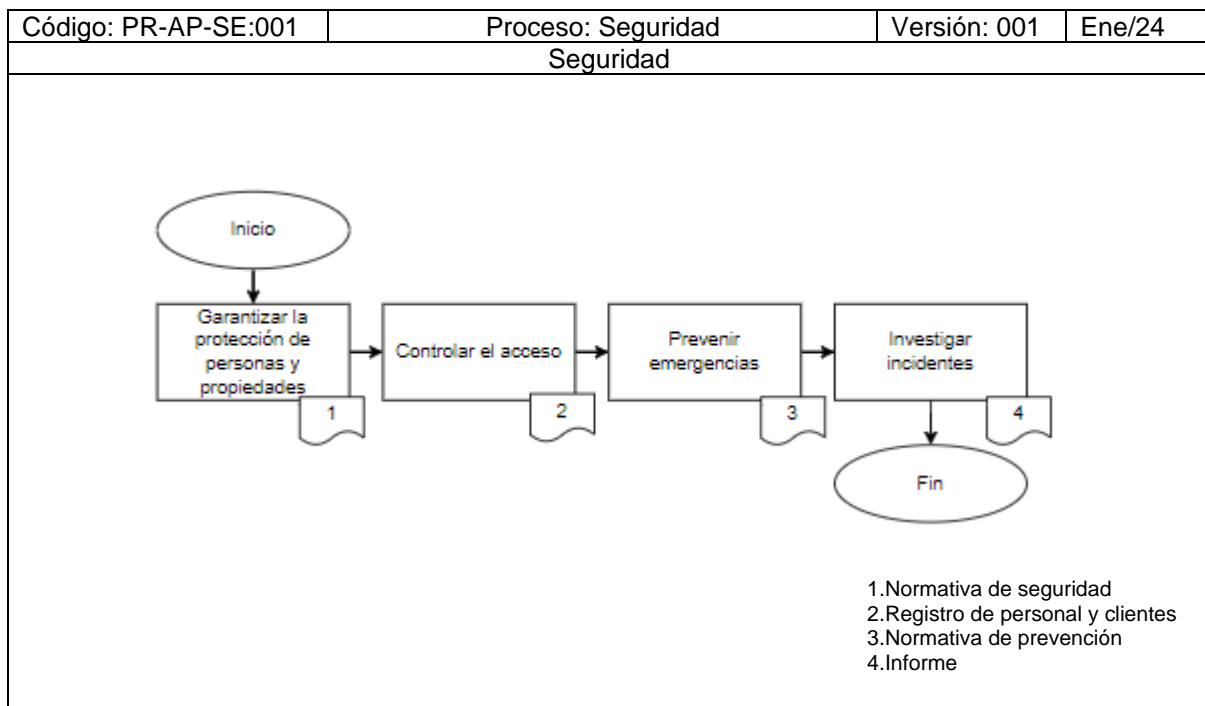 Código: PR-AP-SE:001 Proceso: Seguridad Versión: 001 Ene/24
Seguridad
Inicio
Garantizar la
protección de
personas y
propiedades
1
Controlar el acceso
2
Prevenir
emergencias
3
Investigar
incidentes
4
Fin
1.Normativa de seguridad
2.Registro de personal y clientes
3.Normativa de prevención
4.Informe